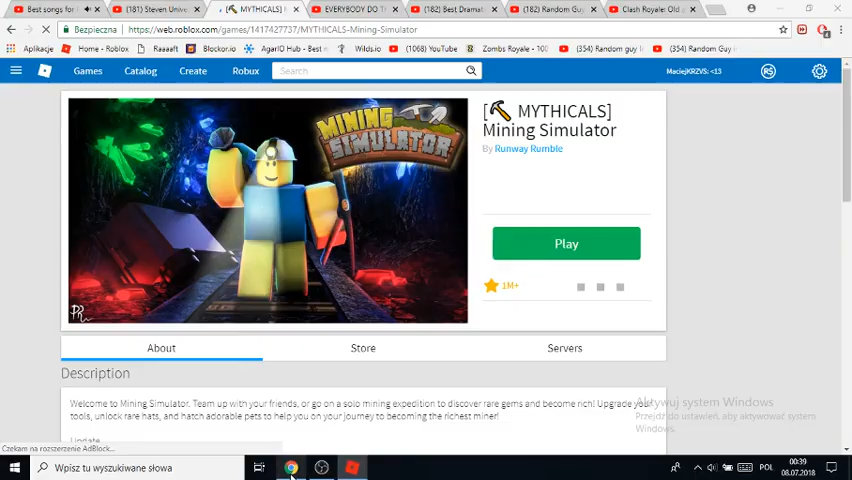 Best songs for
(181) Steven Unive
[⛏ MYTHICALS] M
EVERYBODY DO TH
(182) Best Dramati
(182) Random Guy
Clash Royale: Old g
Bezpieczna | https://web.roblox.com/games/1417427737/MYTHICALS-Mining-Simulator
Aplikacje
Home - Roblox
Raaaaft
Blockor.io
AgarIO Hub - Best n
Wilds.io
(1068) YouTube
Zombs Royale - 100
(354) Random guy i
(354) Random Guy in
Games
Catalog
Create
Robux
Search
MaciejKRZVS: <13
R$
MINING
SIMULATOR
[⛏ MYTHICALS]
Mining Simulator
By Runway Rumble
Play
1M+
About
Store
Servers
Description
Welcome to Mining Simulator. Team up with your friends, or go on a solo mining expedition to discover rare gems and become rich! Upgrade your
tools, unlock rare hats, and hatch adorable pets to help you on your journey to becoming the richest miner!
Update
Aktywuj system Windows
Przejdź do ustawień, aby aktywować system
Windows.
Czekam na rozszerzenie AdBlock...
Wpisz tu wyszukiwane słowa
POL
00:39
08.07.2018